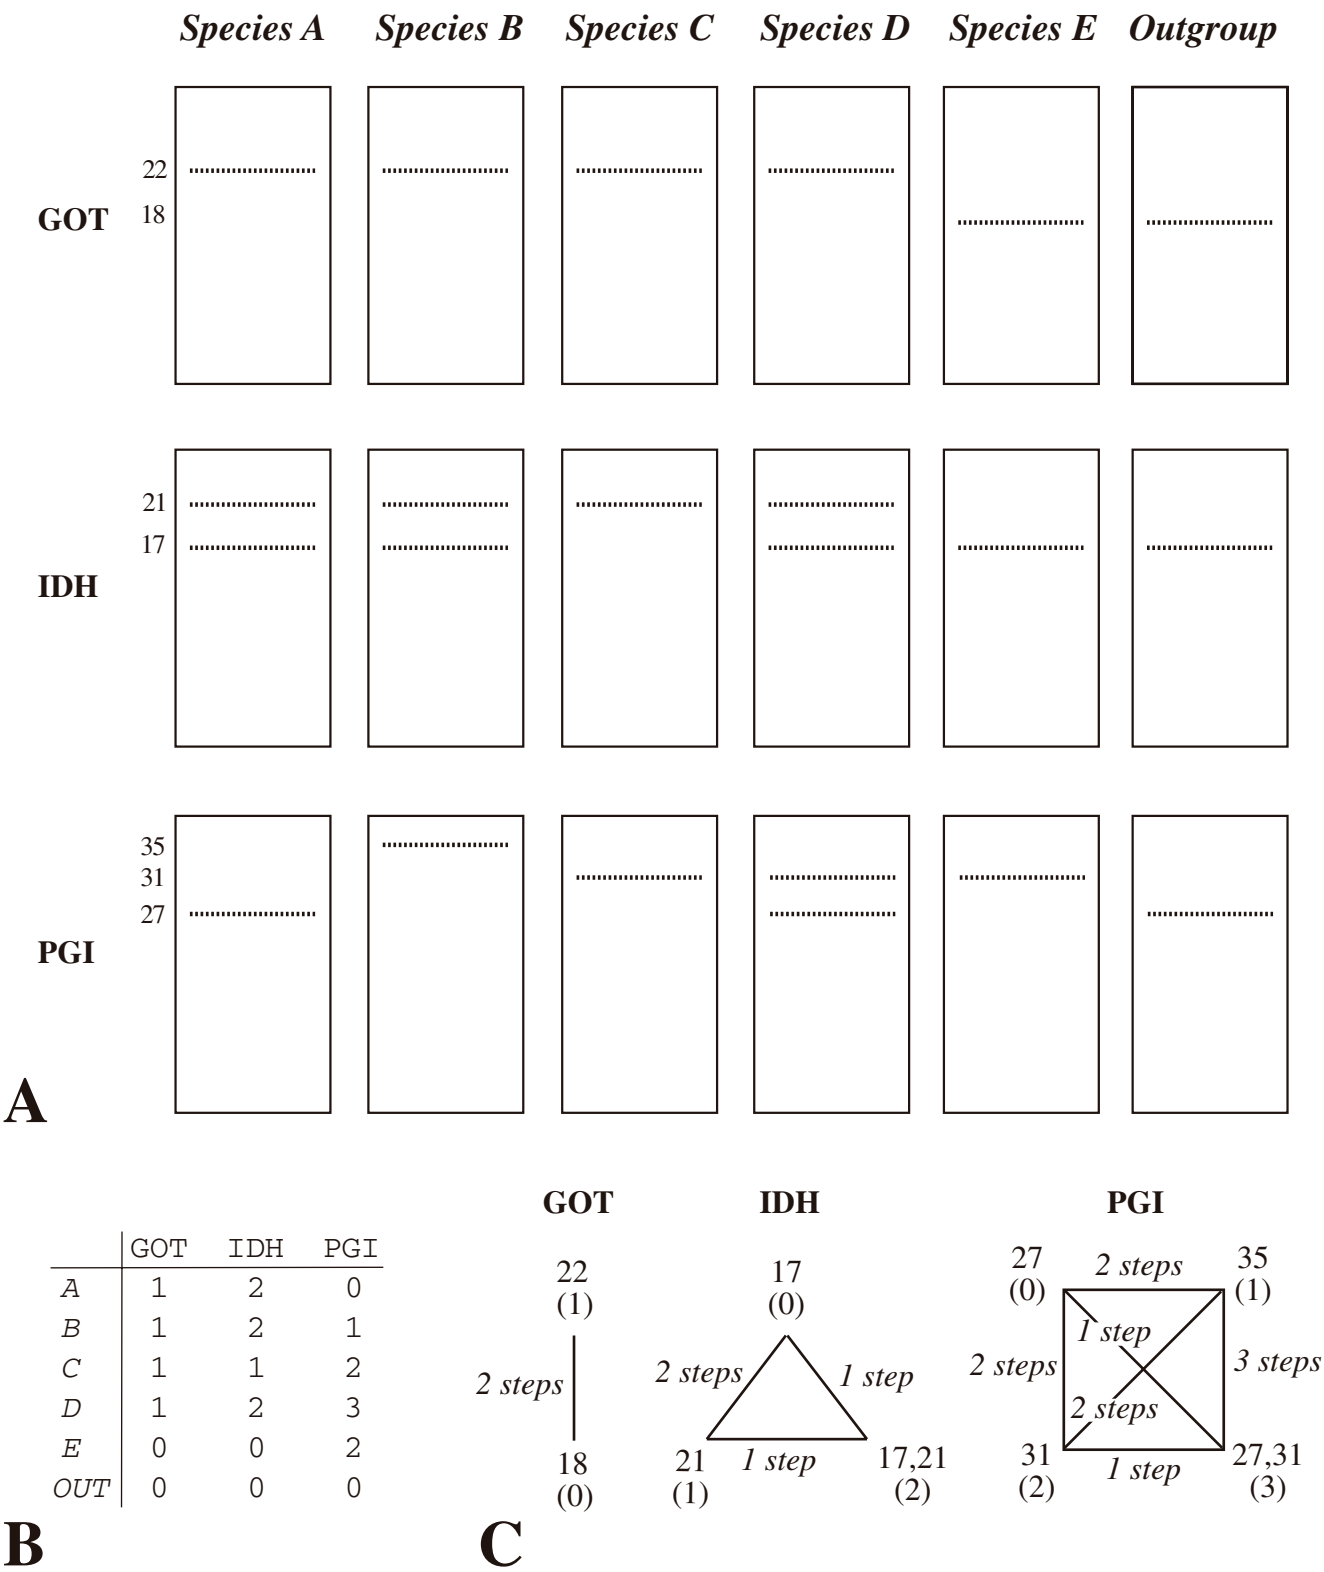 Species A Species B Species C Species D Species E Outgroup
22
GOT 18
21
17
IDH
35
31
27
PGI
A
GOT IDH PGI
A 1 2 0
B 1 2 1
C 1 1 2
D 1 2 3
E 0 0 2
OUT 0 0 0
B
GOT
22
(1)
2 steps
18
(0)
IDH
17
(0)
2 steps 1 step
21 1 step 17,21
(1) (2)
PGI
27 2 steps 35
(0) (1)
1 step
2 steps 3 steps
2 steps
31 1 step 27,31
(2) (3)
C